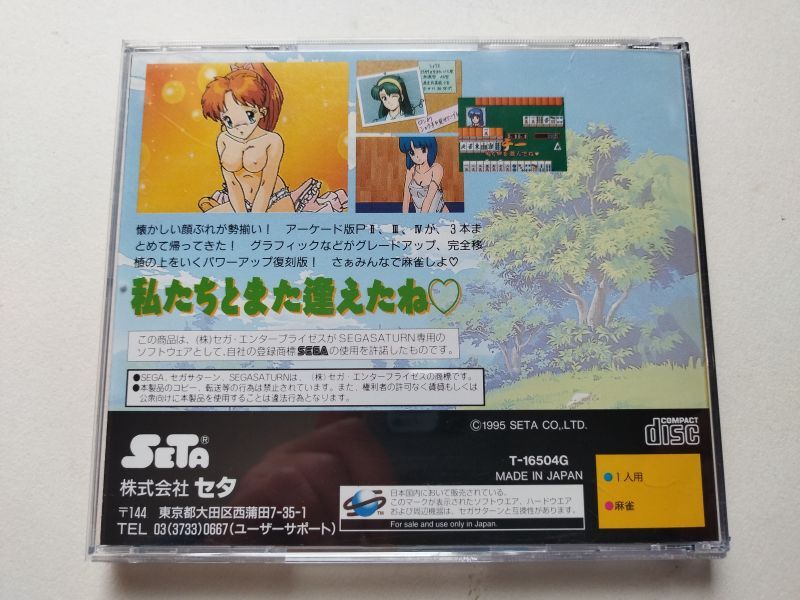 懐かしい顔ぶれが勢揃い！ アーケード版PⅡ、Ⅲ、Ⅳが、3本ま
とめて帰ってきた！ グラフィックなどがグレードアップ、完全移
植の上をいくパワーアップ復刻版！ さぁみんなで麻雀しよ♡
私たちとまた逢えたね♡
この商品は、(株)セガ・エンタープライゼスがSEGASATURN専用の
ソフトウェアとして、自社の登録商標SEGAの使用を許諾したものです。
●SEGA、セガサターン、SEGASATURNは、(株)セガ・エンタープライゼスの商標です。
●本製品のコピー、転送等の行為は禁止されています。また、権利者の許可なく賃貸もしくは
公衆向けに本製品を使用することは違法行為となります。
©1995 SETA CO,.LTD.
COMPACT
disc
SETA®
株式会社 セタ
〒144 東京都大田区西蒲田7-35-1
TEL 03(3733)0667(ユーザーサポート)
T-16504G
MADE IN JAPAN
日本国内において販売されている、
このマークが表示されたソフトウエア、ハードウエア
および周辺機器は、セガサターンと互換性があります。
For sale and use only in Japan.
●1人用
●麻雀